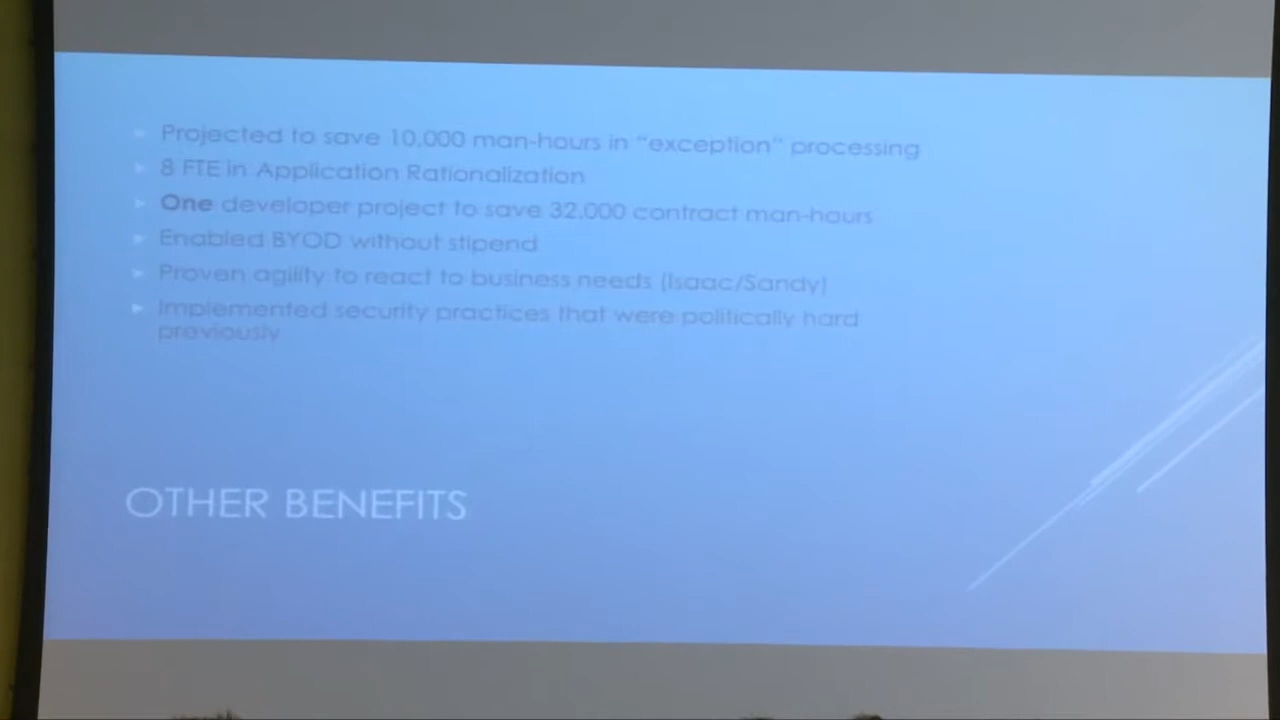 Projected to save 10,000 man-hours in "exception" processing
8 FTE in Application Rationalization
One developer project to save 32,000 contract man-hours
Enabled BYOD without stipend
Proven agility to react to business needs (Isaac/Sandy)
Implemented security practices that were politically hard
previously
OTHER BENEFITS